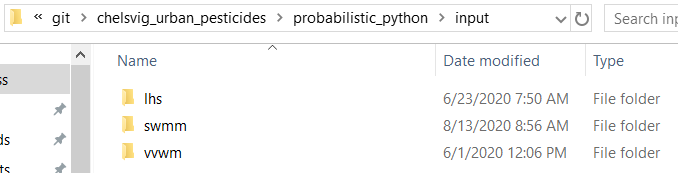 « git › chelsvig_urban_pesticides › probabilistic_python › input
Search inp
Name Date modified Type
ss
lhs 6/23/2020 7:50 AM File folder
swmm 8/13/2020 8:56 AM File folder
ds
vvwm 6/1/2020 12:06 PM File folder
ts